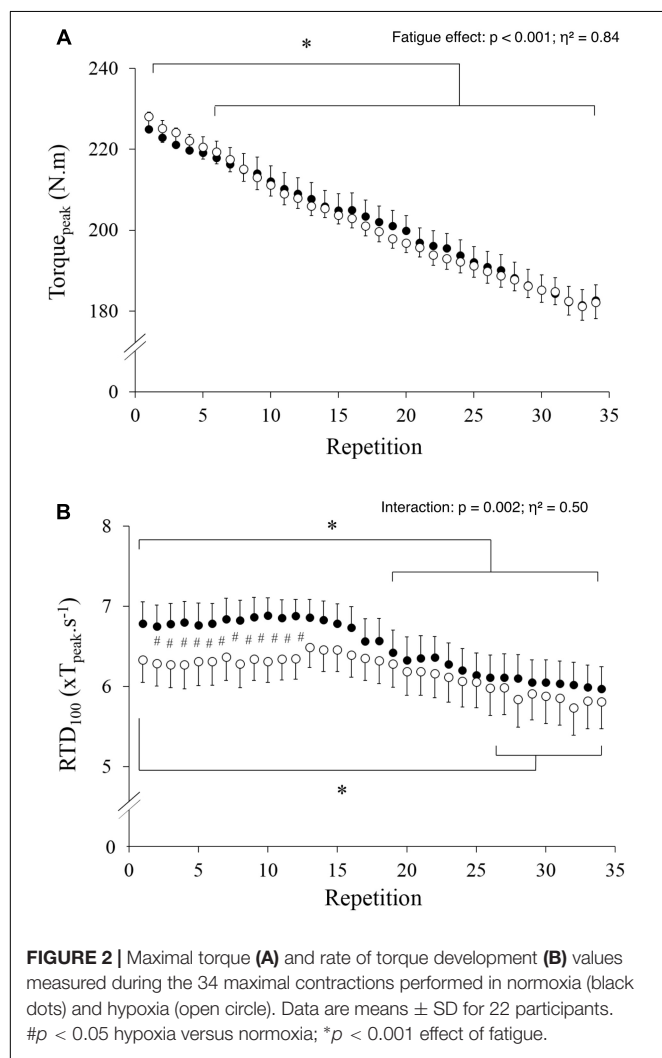 A
Fatigue effect: p < 0.001; η² = 0.84
*
240
220
200
180
0
Torque_peak (N.m)
0 5 10 15 20 25 30 35
Repetition
B
Interaction: p = 0.002; η² = 0.50
*
8
7
6
5
0
RTD₁₀₀ (xT_peak.s⁻¹)
# # # # # # # # # # # #
*
0 5 10 15 20 25 30 35
Repetition
FIGURE 2 | Maximal torque (A) and rate of torque development (B) values
measured during the 34 maximal contractions performed in normoxia (black
dots) and hypoxia (open circle). Data are means ± SD for 22 participants.
#p < 0.05 hypoxia versus normoxia; *p < 0.001 effect of fatigue.